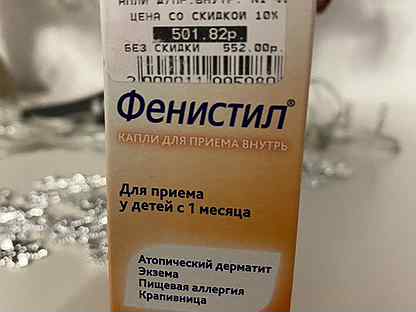 ЦЕНА СО СКИДКОЙ 10%
501.82р.
БЕЗ СКИДКИ 552.00р.
Фенистил®
КАПЛИ ДЛЯ ПРИЕМА ВНУТРЬ
Для приема
у детей с 1 месяца
Атопический дерматит
Экзема
Пищевая аллергия
Крапивница